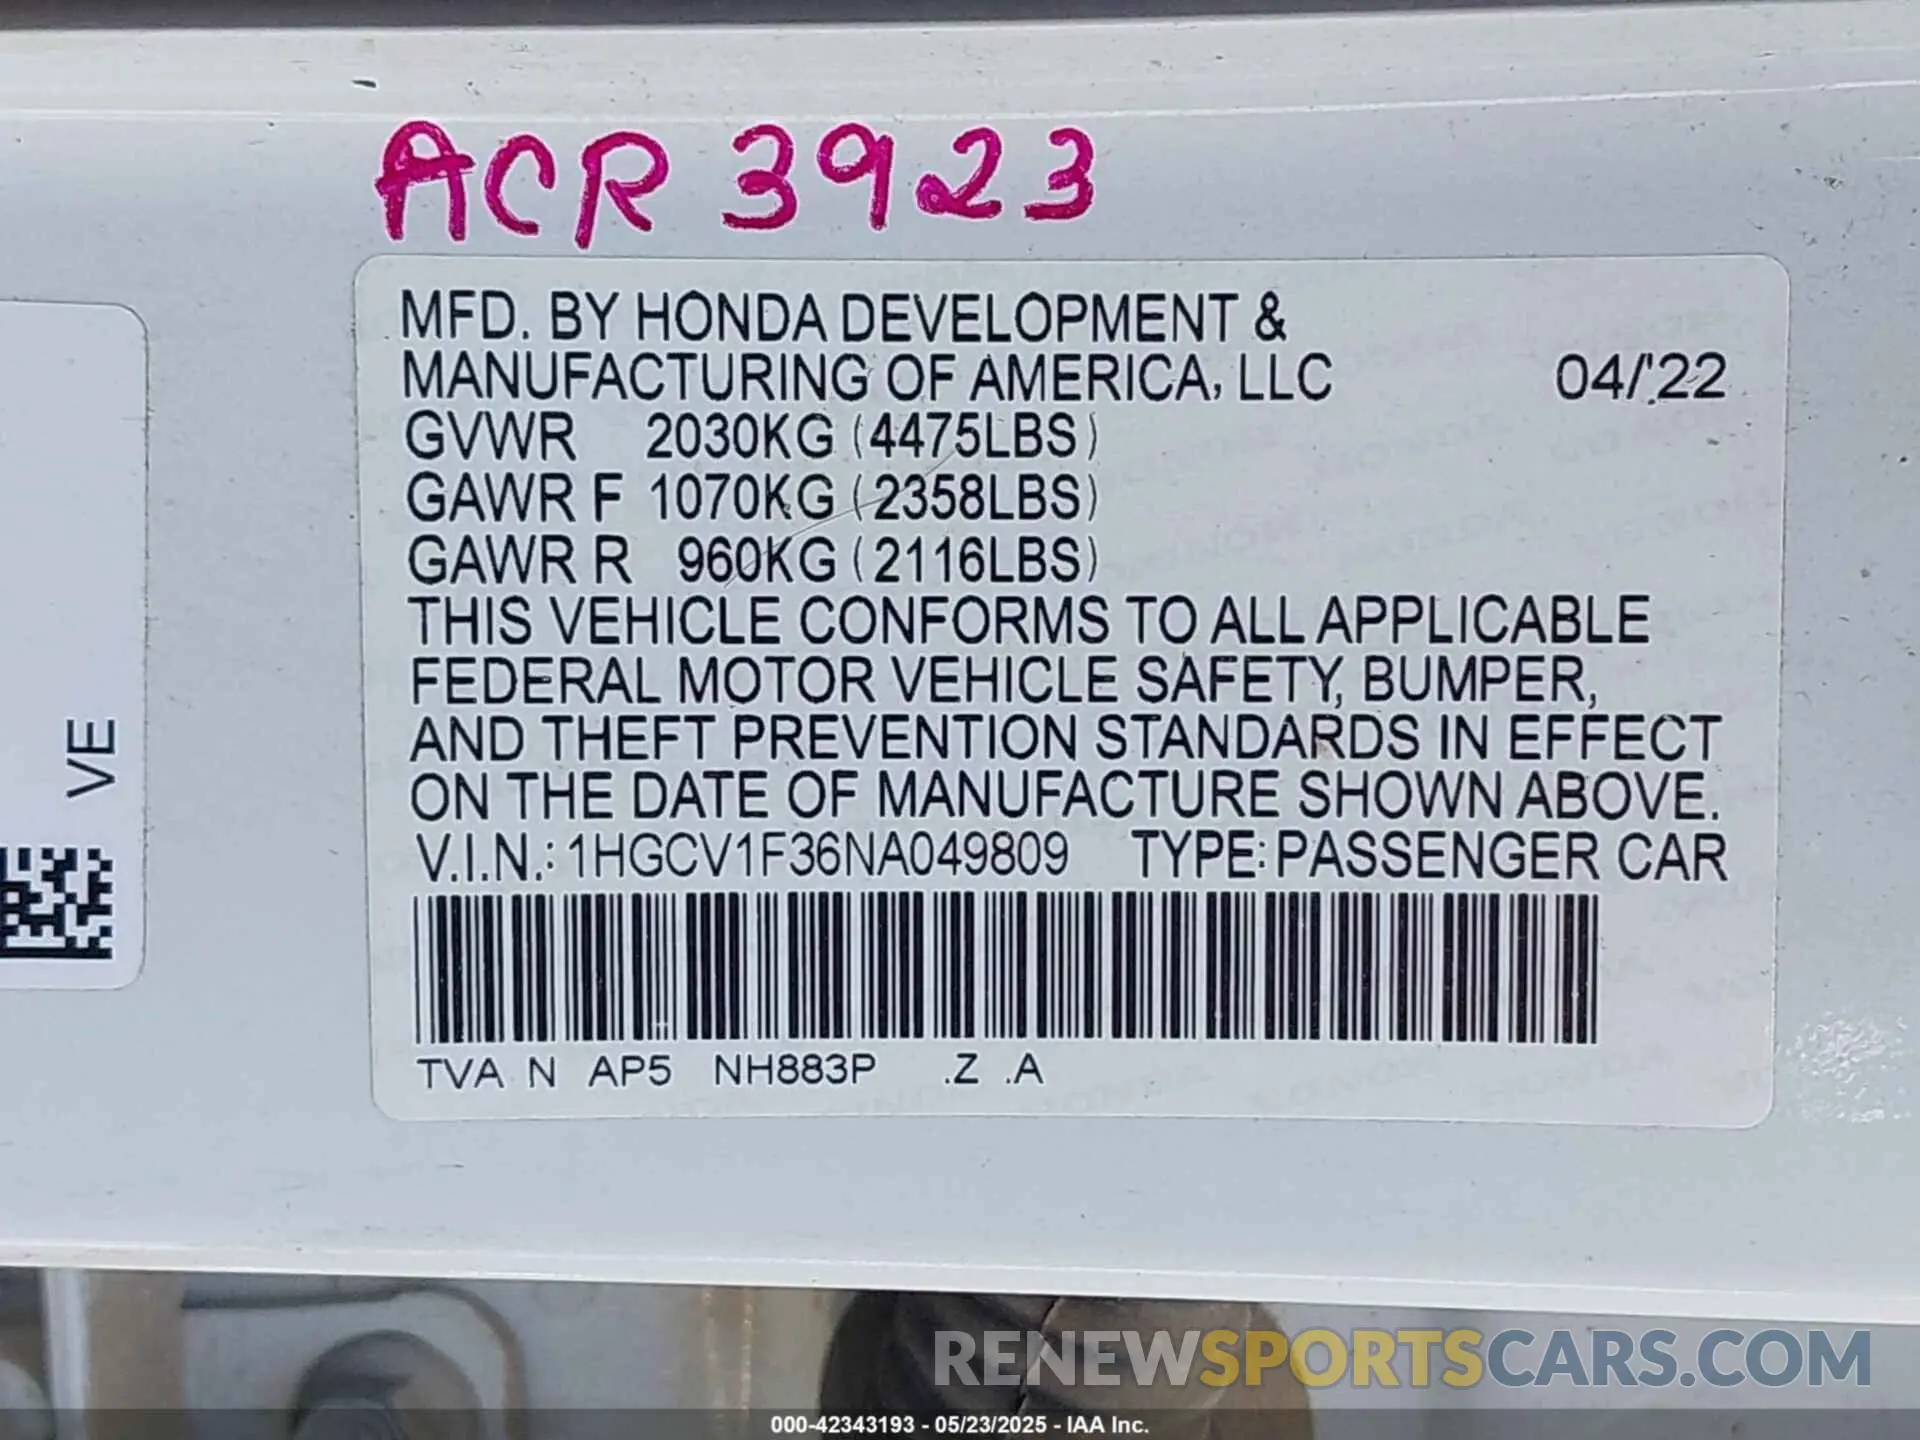 ACR 3923
MFD. BY HONDA DEVELOPMENT &
MANUFACTURING OF AMERICA, LLC 04/'22
GVWR 2030KG (4475LBS)
GAWR F 1070KG (2358LBS)
GAWR R 960KG (2116LBS)
THIS VEHICLE CONFORMS TO ALL APPLICABLE
FEDERAL MOTOR VEHICLE SAFETY, BUMPER,
AND THEFT PREVENTION STANDARDS IN EFFECT
ON THE DATE OF MANUFACTURE SHOWN ABOVE.
V.I.N.: 1HGCV1F36NA049809 TYPE: PASSENGER CAR
TVA N AP5 NH883P .Z .A
VE
RENEWSPORTSCARS.COM
000-42343193 - 05/23/2025 - IAA Inc.